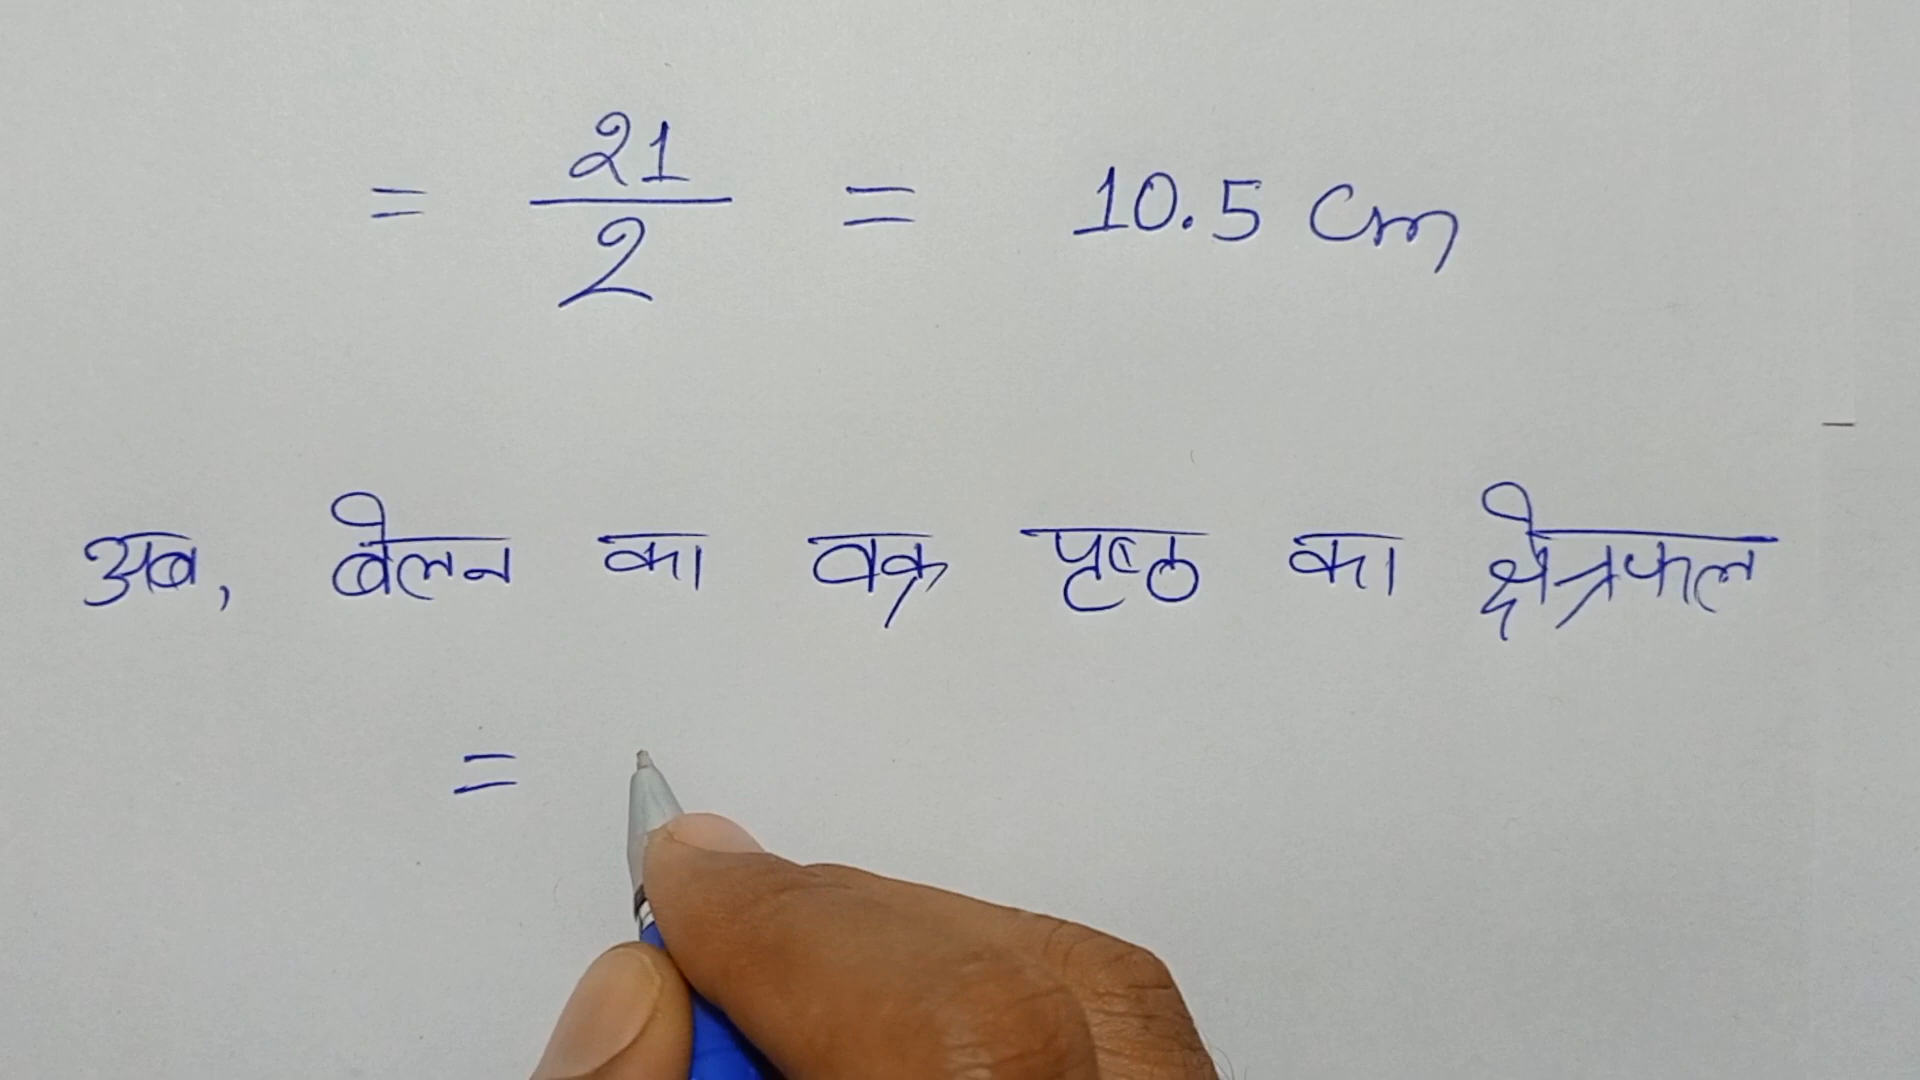 = 21/2 = 10.5 cm
अब, बेलन का वक्र पृष्ठ का क्षेत्रफल
=